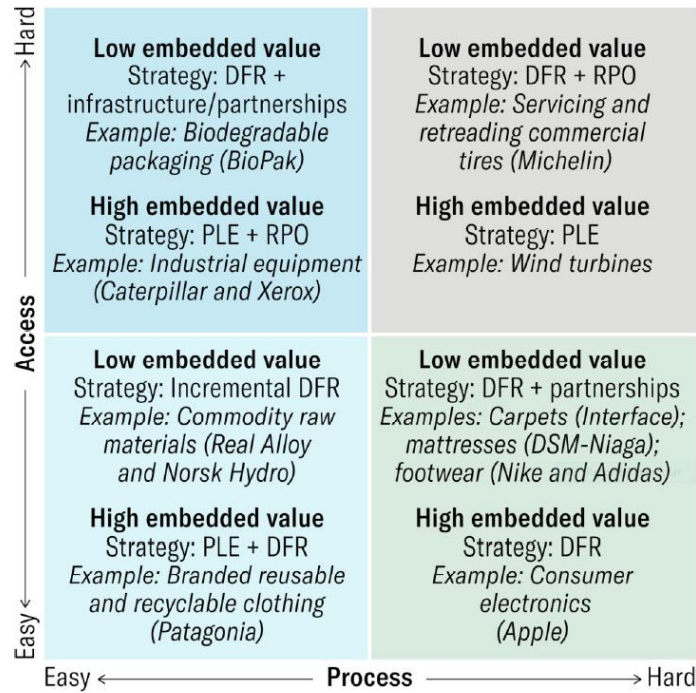 Hard
Access
Easy
Low embedded value
Strategy: DFR +
infrastructure/partnerships
Example: Biodegradable
packaging (BioPak)
High embedded value
Strategy: PLE + RPO
Example: Industrial equipment
(Caterpillar and Xerox)
Low embedded value
Strategy: DFR + RPO
Example: Servicing and
retreading commercial
tires (Michelin)
High embedded value
Strategy: PLE
Example: Wind turbines
Low embedded value
Strategy: Incremental DFR
Example: Commodity raw
materials (Real Alloy
and Norsk Hydro)
High embedded value
Strategy: PLE + DFR
Example: Branded reusable
and recyclable clothing
(Patagonia)
Low embedded value
Strategy: DFR + partnerships
Examples: Carpets (Interface);
mattresses (DSM-Niaga);
footwear (Nike and Adidas)
High embedded value
Strategy: DFR
Example: Consumer
electronics
(Apple)
Easy
Process
Hard